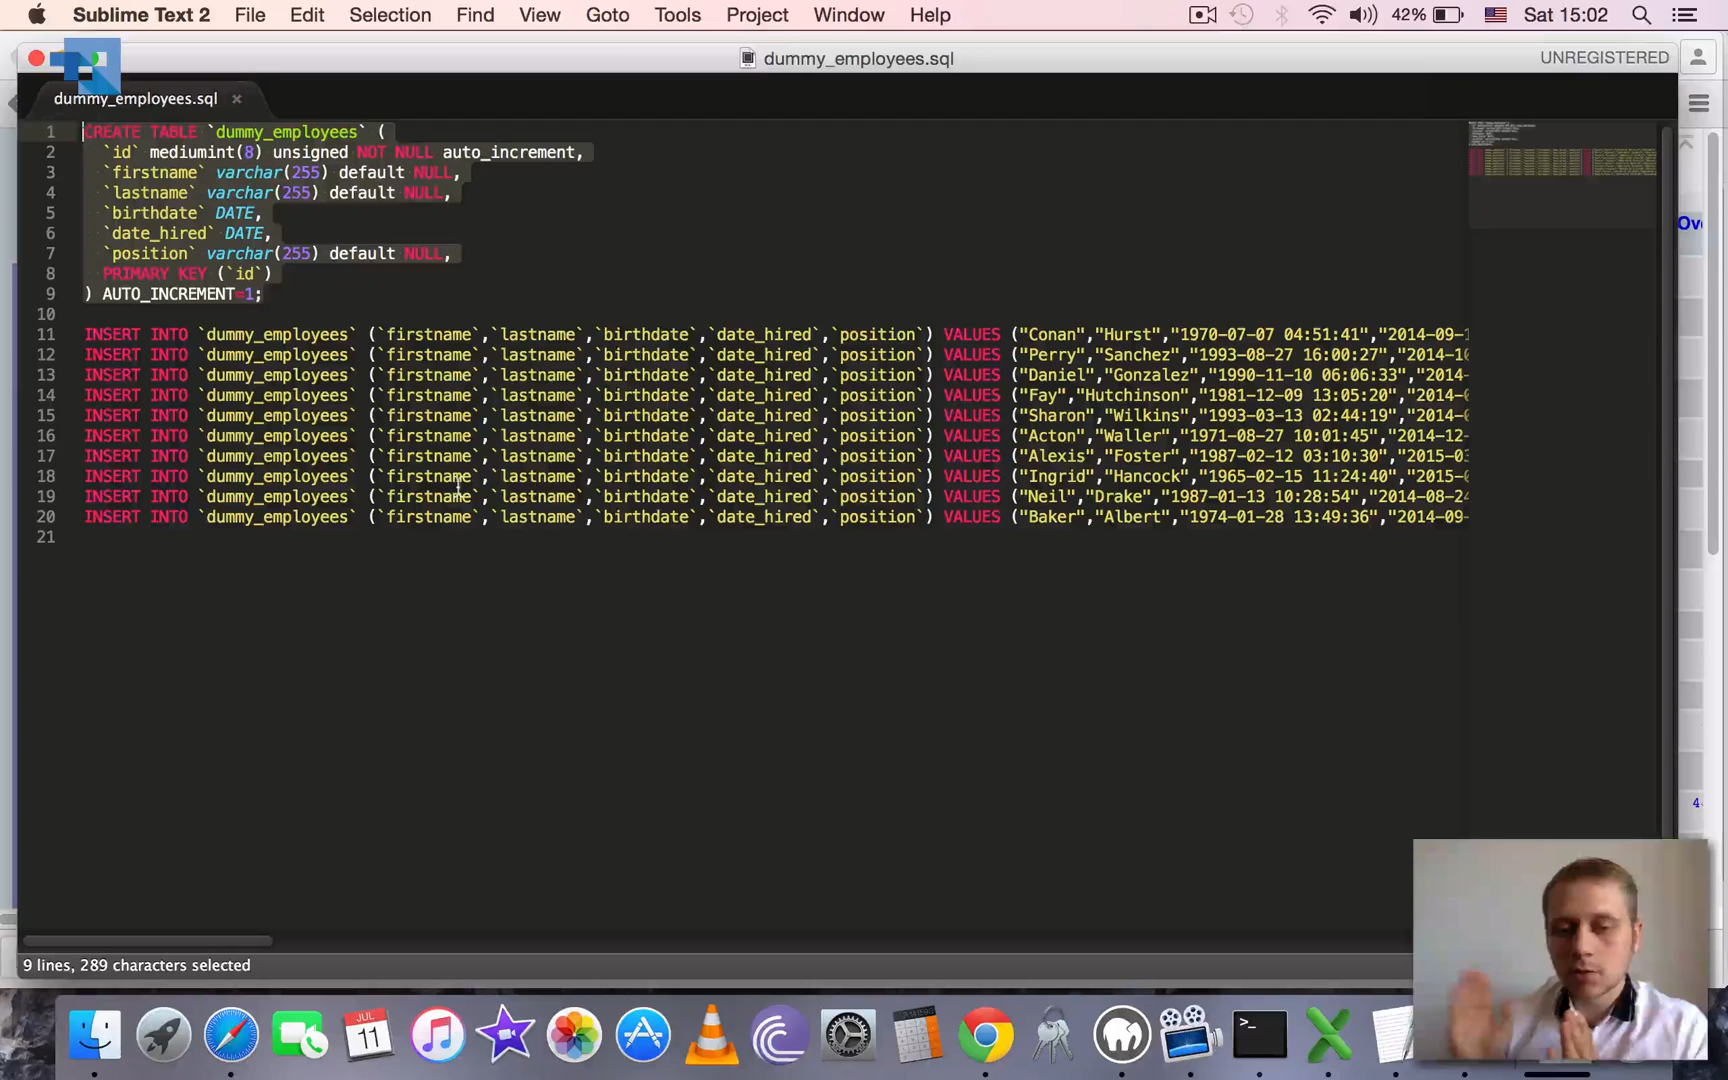 Sublime Text 2 File Edit Selection Find View Goto Tools Project Window Help 42% Sat 15:02
dummy_employees.sql UNREGISTERED
dummy_employees.sql ×
1 CREATE TABLE `dummy_employees` (
2 `id` mediumint(8) unsigned NOT NULL auto_increment,
3 `firstname` varchar(255) default NULL,
4 `lastname` varchar(255) default NULL,
5 `birthdate` DATE,
6 `date_hired` DATE,
7 `position` varchar(255) default NULL,
8 PRIMARY KEY (`id`)
9 ) AUTO_INCREMENT=1;
10
11 INSERT INTO `dummy_employees` (`firstname`,`lastname`,`birthdate`,`date_hired`,`position`) VALUES ("Conan","Hurst","1970-07-07 04:51:41","2014-09-1
12 INSERT INTO `dummy_employees` (`firstname`,`lastname`,`birthdate`,`date_hired`,`position`) VALUES ("Perry","Sanchez","1993-08-27 16:00:27","2014-10
13 INSERT INTO `dummy_employees` (`firstname`,`lastname`,`birthdate`,`date_hired`,`position`) VALUES ("Daniel","Gonzalez","1990-11-10 06:06:33","2014-
14 INSERT INTO `dummy_employees` (`firstname`,`lastname`,`birthdate`,`date_hired`,`position`) VALUES ("Fay","Hutchinson","1981-12-09 13:05:20","2014-0
15 INSERT INTO `dummy_employees` (`firstname`,`lastname`,`birthdate`,`date_hired`,`position`) VALUES ("Sharon","Wilkins","1993-03-13 02:44:19","2014-0
16 INSERT INTO `dummy_employees` (`firstname`,`lastname`,`birthdate`,`date_hired`,`position`) VALUES ("Acton","Waller","1971-08-27 10:01:45","2014-12-
17 INSERT INTO `dummy_employees` (`firstname`,`lastname`,`birthdate`,`date_hired`,`position`) VALUES ("Alexis","Foster","1987-02-12 03:10:30","2015-03
18 INSERT INTO `dummy_employees` (`firstname`,`lastname`,`birthdate`,`date_hired`,`position`) VALUES ("Ingrid","Hancock","1965-02-15 11:24:40","2015-0
19 INSERT INTO `dummy_employees` (`firstname`,`lastname`,`birthdate`,`date_hired`,`position`) VALUES ("Neil","Drake","1987-01-13 10:28:54","2014-08-24
20 INSERT INTO `dummy_employees` (`firstname`,`lastname`,`birthdate`,`date_hired`,`position`) VALUES ("Baker","Albert","1974-01-28 13:49:36","2014-09-
21
Ov
4
9 lines, 289 characters selected
JUL
11